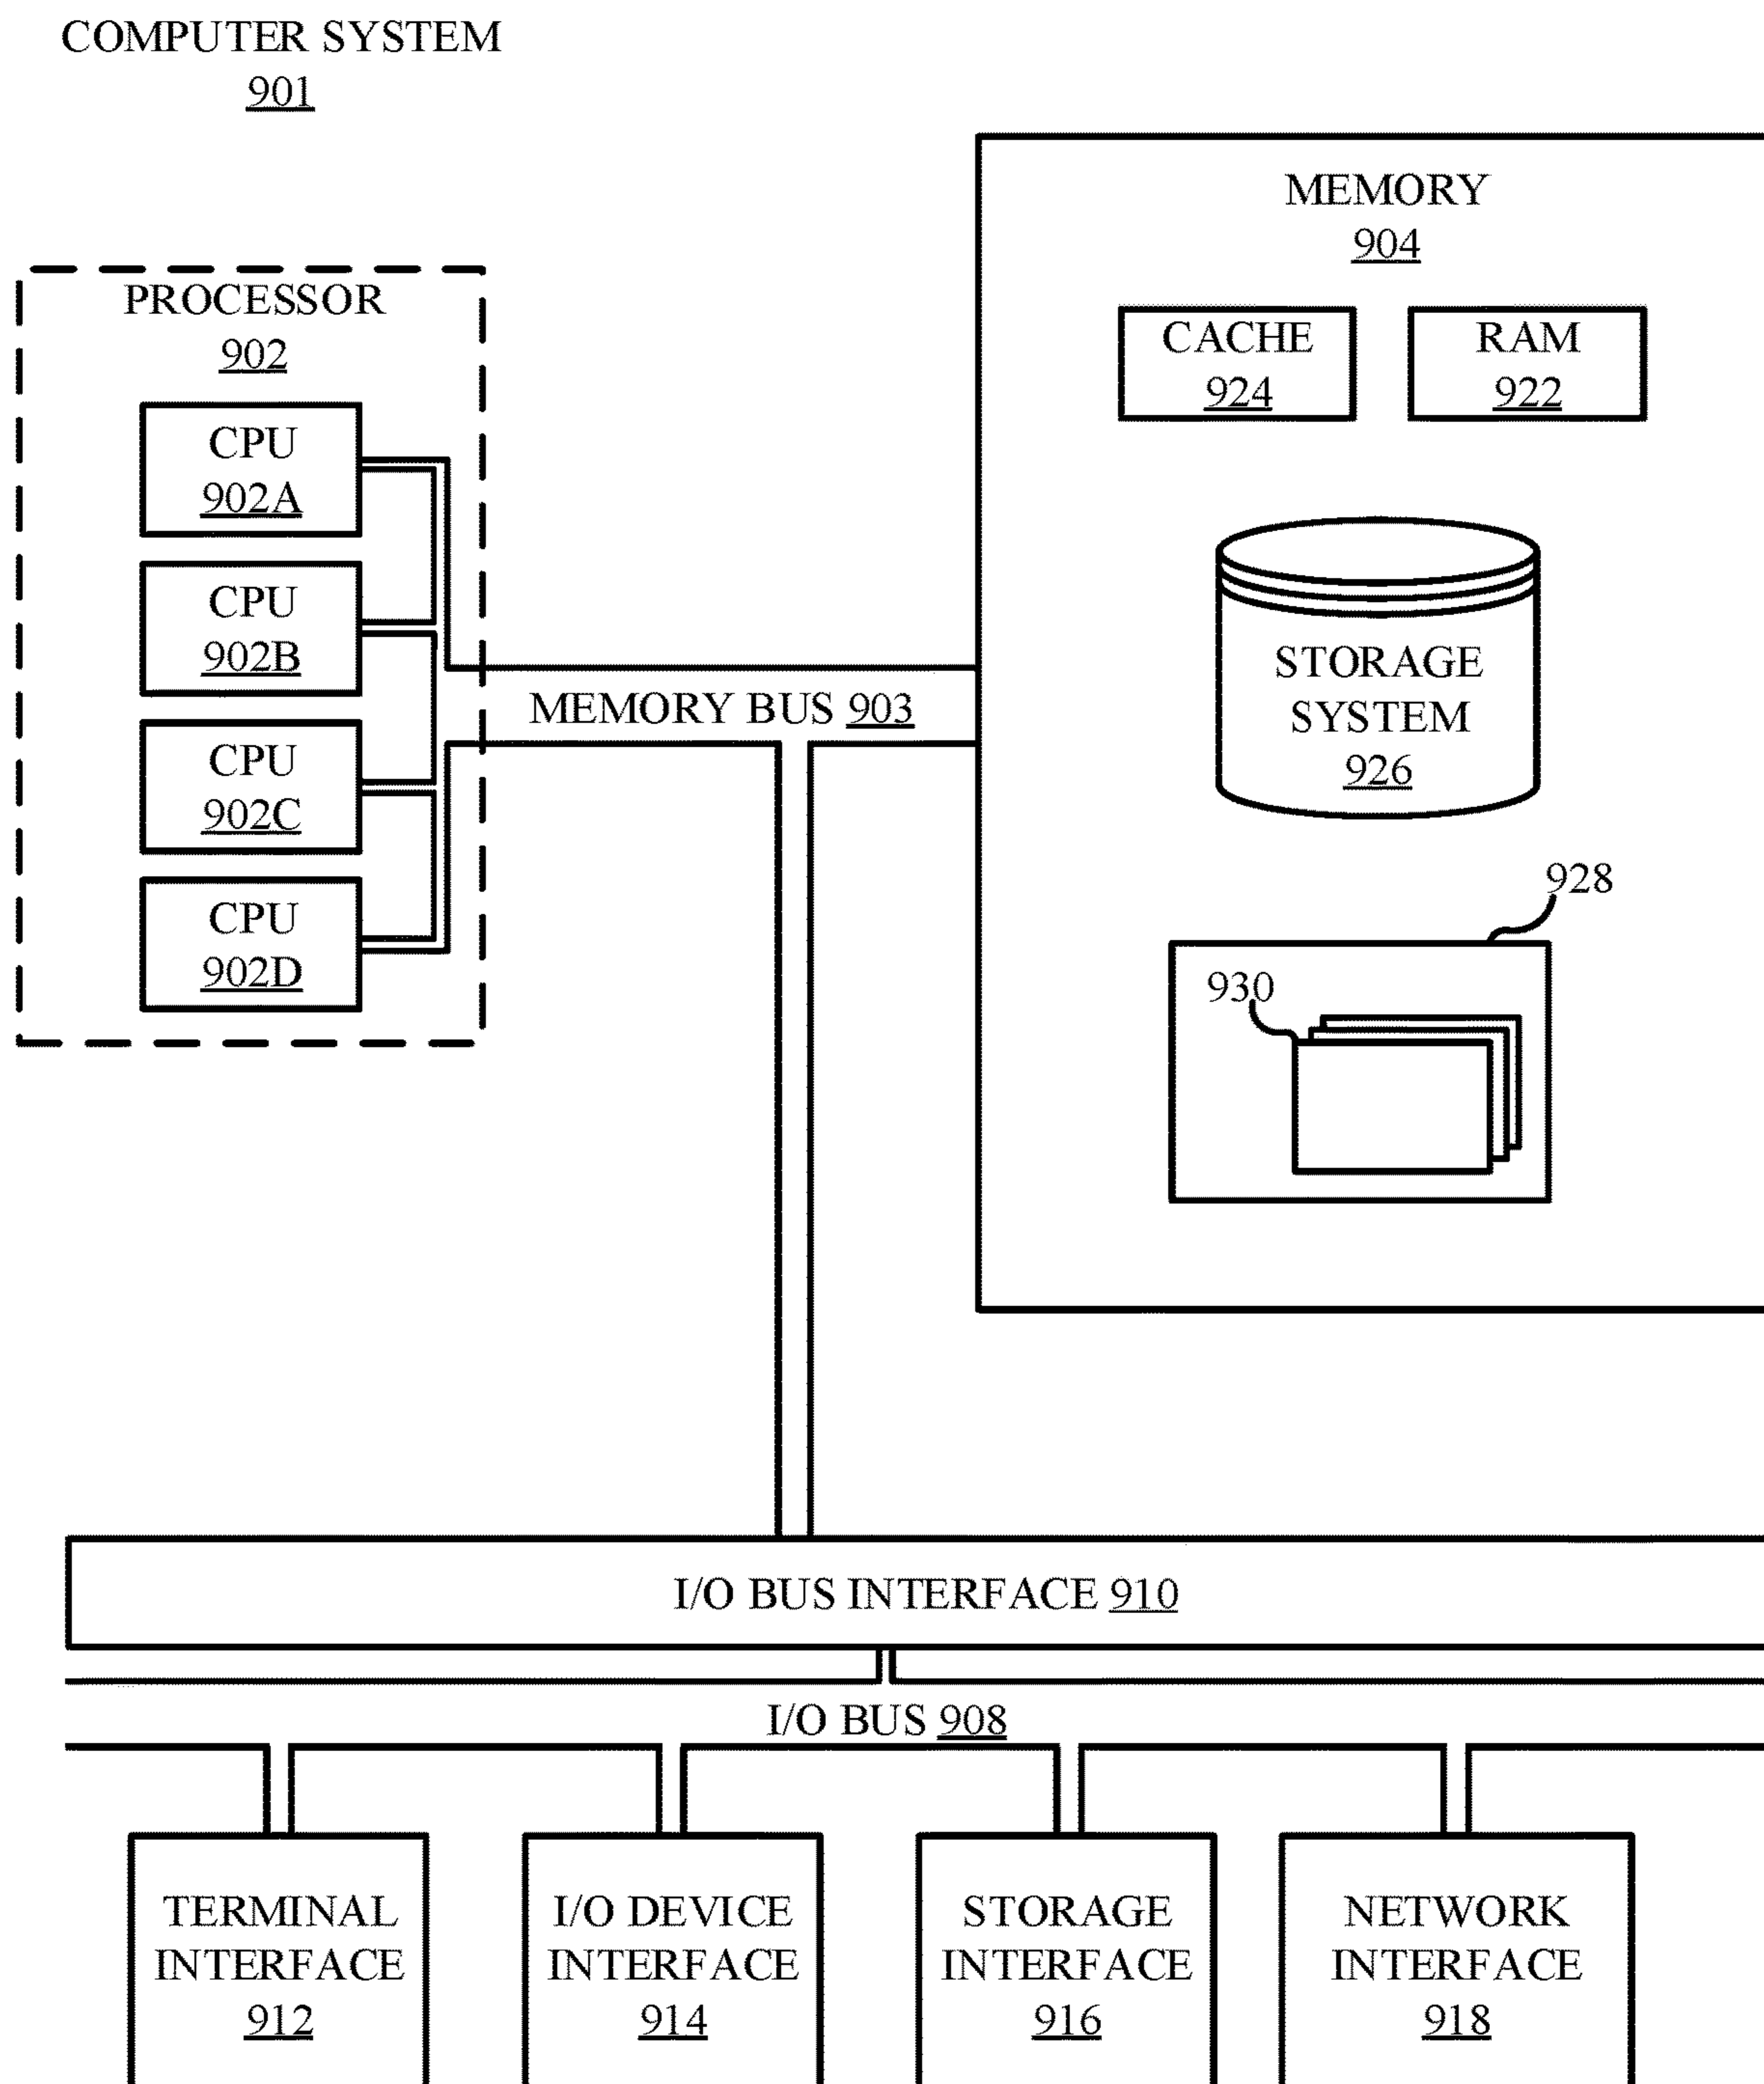 COMPUTER SYSTEM
901
MEMORY
904
PROCESSOR
902
CACHE
924
RAM
922
CPU
902A
CPU
902B
CPU
902C
CPU
902D
MEMORY BUS 903
STORAGE
SYSTEM
926
928
930
I/O BUS INTERFACE 910
I/O BUS 908
TERMINAL
INTERFACE
912
I/O DEVICE
INTERFACE
914
STORAGE
INTERFACE
916
NETWORK
INTERFACE
918